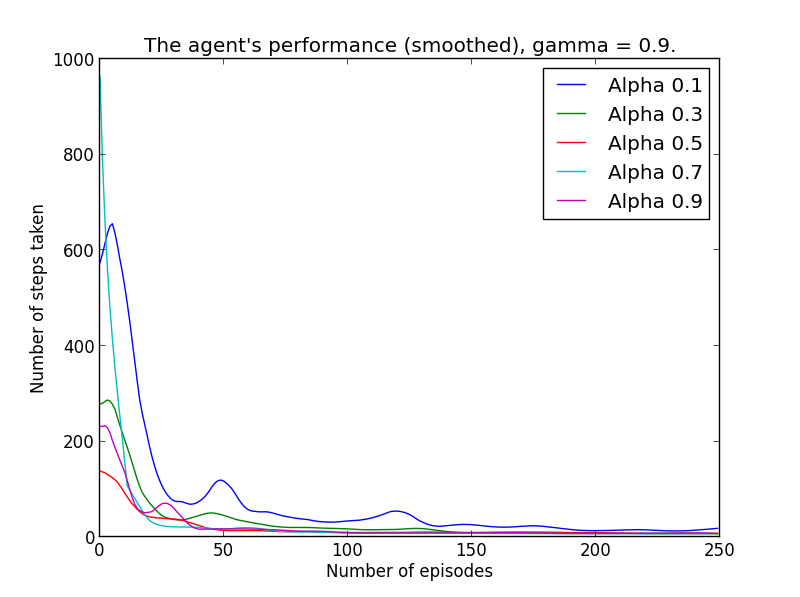 The agent's performance (smoothed), gamma = 0.9.
1000
800
600
400
200
0
Number of steps taken
Alpha 0.1
Alpha 0.3
Alpha 0.5
Alpha 0.7
Alpha 0.9
0 50 100 150 200 250
Number of episodes